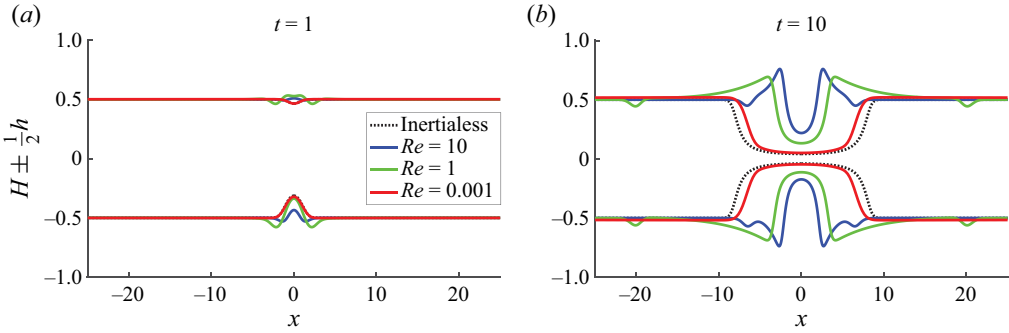 (a)
t = 1
1.0
0.5
0
−0.5
−1.0
H ± 1/2 h
−20
−10
0
10
20
x
Inertialess
Re = 10
Re = 1
Re = 0.001
(b)
t = 10
1.0
0.5
0
−0.5
−1.0
−20
−10
0
10
20
x